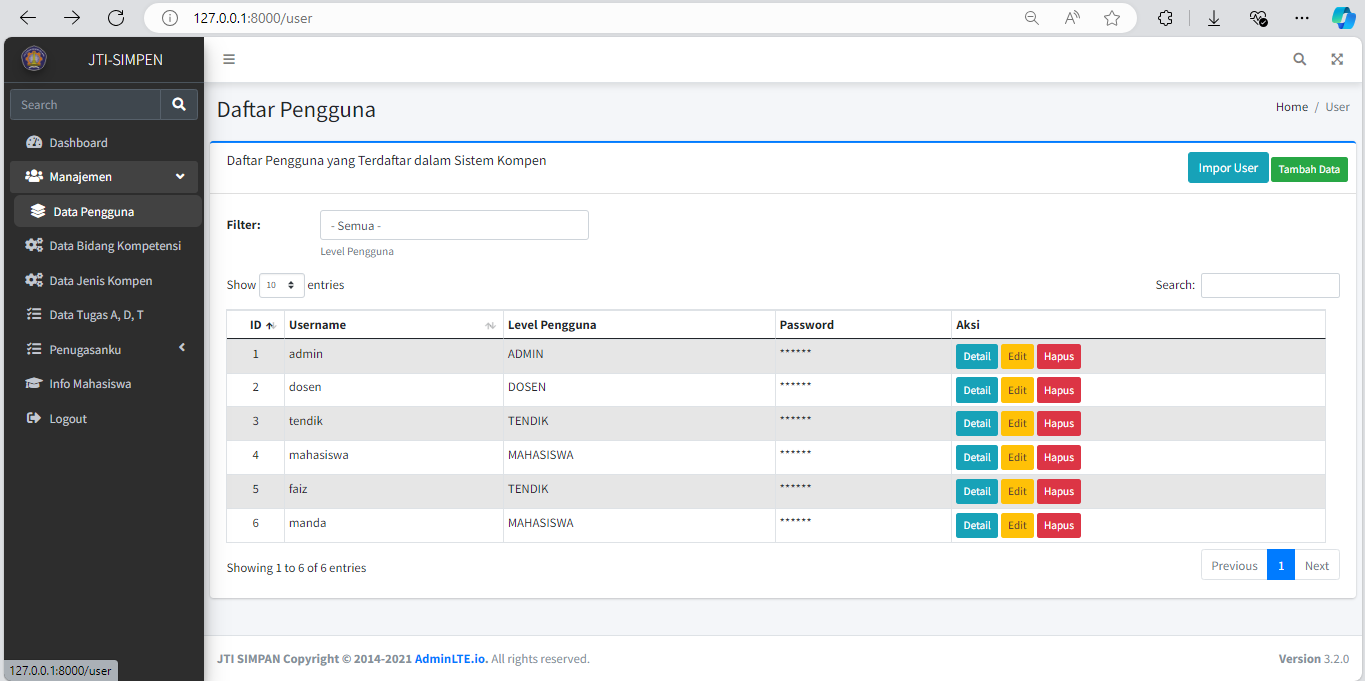 127.0.0.1:8000/user
JTI-SIMPEN
Search
Dashboard
Manajemen
Data Pengguna
Data Bidang Kompetensi
Data Jenis Kompen
Data Tugas A, D, T
Penugasanku
Info Mahasiswa
Logout
127.0.0.1:8000/user
Daftar Pengguna
Home / User
Daftar Pengguna yang Terdaftar dalam Sistem Kompen
Impor User Tambah Data
Filter: - Semua -
Level Pengguna
Show 10 entries Search:
ID Username Level Pengguna Password Aksi
1 admin ADMIN ****** Detail Edit Hapus
2 dosen DOSEN ****** Detail Edit Hapus
3 tendik TENDIK ****** Detail Edit Hapus
4 mahasiswa MAHASISWA ****** Detail Edit Hapus
5 faiz TENDIK ****** Detail Edit Hapus
6 manda MAHASISWA ****** Detail Edit Hapus
Showing 1 to 6 of 6 entries Previous 1 Next
JTI SIMPAN Copyright © 2014-2021 AdminLTE.io. All rights reserved. Version 3.2.0